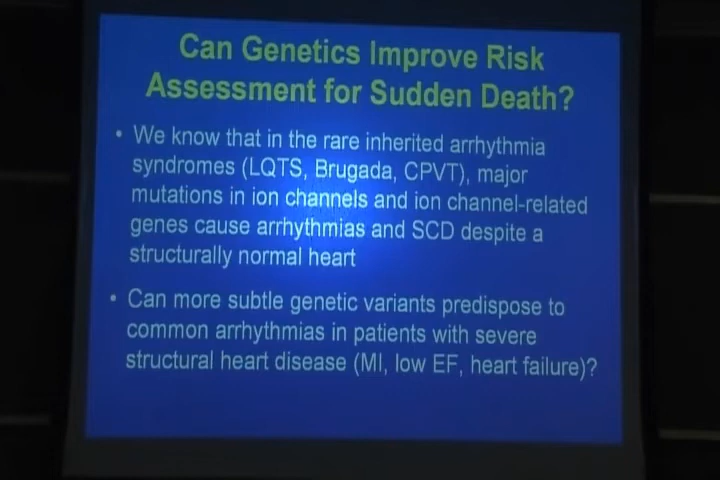 Can Genetics Improve Risk
Assessment for Sudden Death?
• We know that in the rare inherited arrhythmia
syndromes (LQTS, Brugada, CPVT), major
mutations in ion channels and ion channel-related
genes cause arrhythmias and SCD despite a
structurally normal heart
• Can more subtle genetic variants predispose to
common arrhythmias in patients with severe
structural heart disease (MI, low EF, heart failure)?